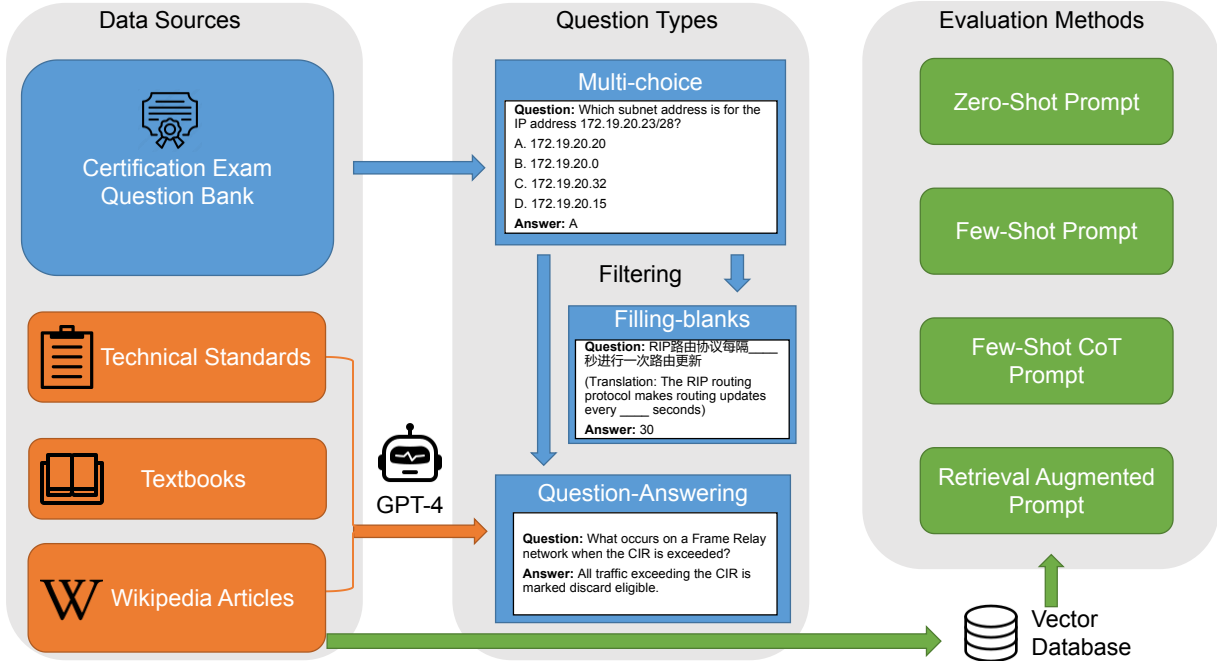 Data Sources
Certification Exam
Question Bank
Technical Standards
Textbooks
W
Wikipedia Articles
GPT-4
Question Types
Multi-choice
Question: Which subnet address is for the
IP address 172.19.20.23/28?
A. 172.19.20.20
B. 172.19.20.0
C. 172.19.20.32
D. 172.19.20.15
Answer: A
Filtering
Filling-blanks
Question: RIP路由协议每隔____
秒进行一次路由更新
(Translation: The RIP routing
protocol makes routing updates
every ____ seconds)
Answer: 30
Question-Answering
Question: What occurs on a Frame Relay
network when the CIR is exceeded?
Answer: All traffic exceeding the CIR is
marked discard eligible.
Evaluation Methods
Zero-Shot Prompt
Few-Shot Prompt
Few-Shot CoT
Prompt
Retrieval Augmented
Prompt
Vector
Database